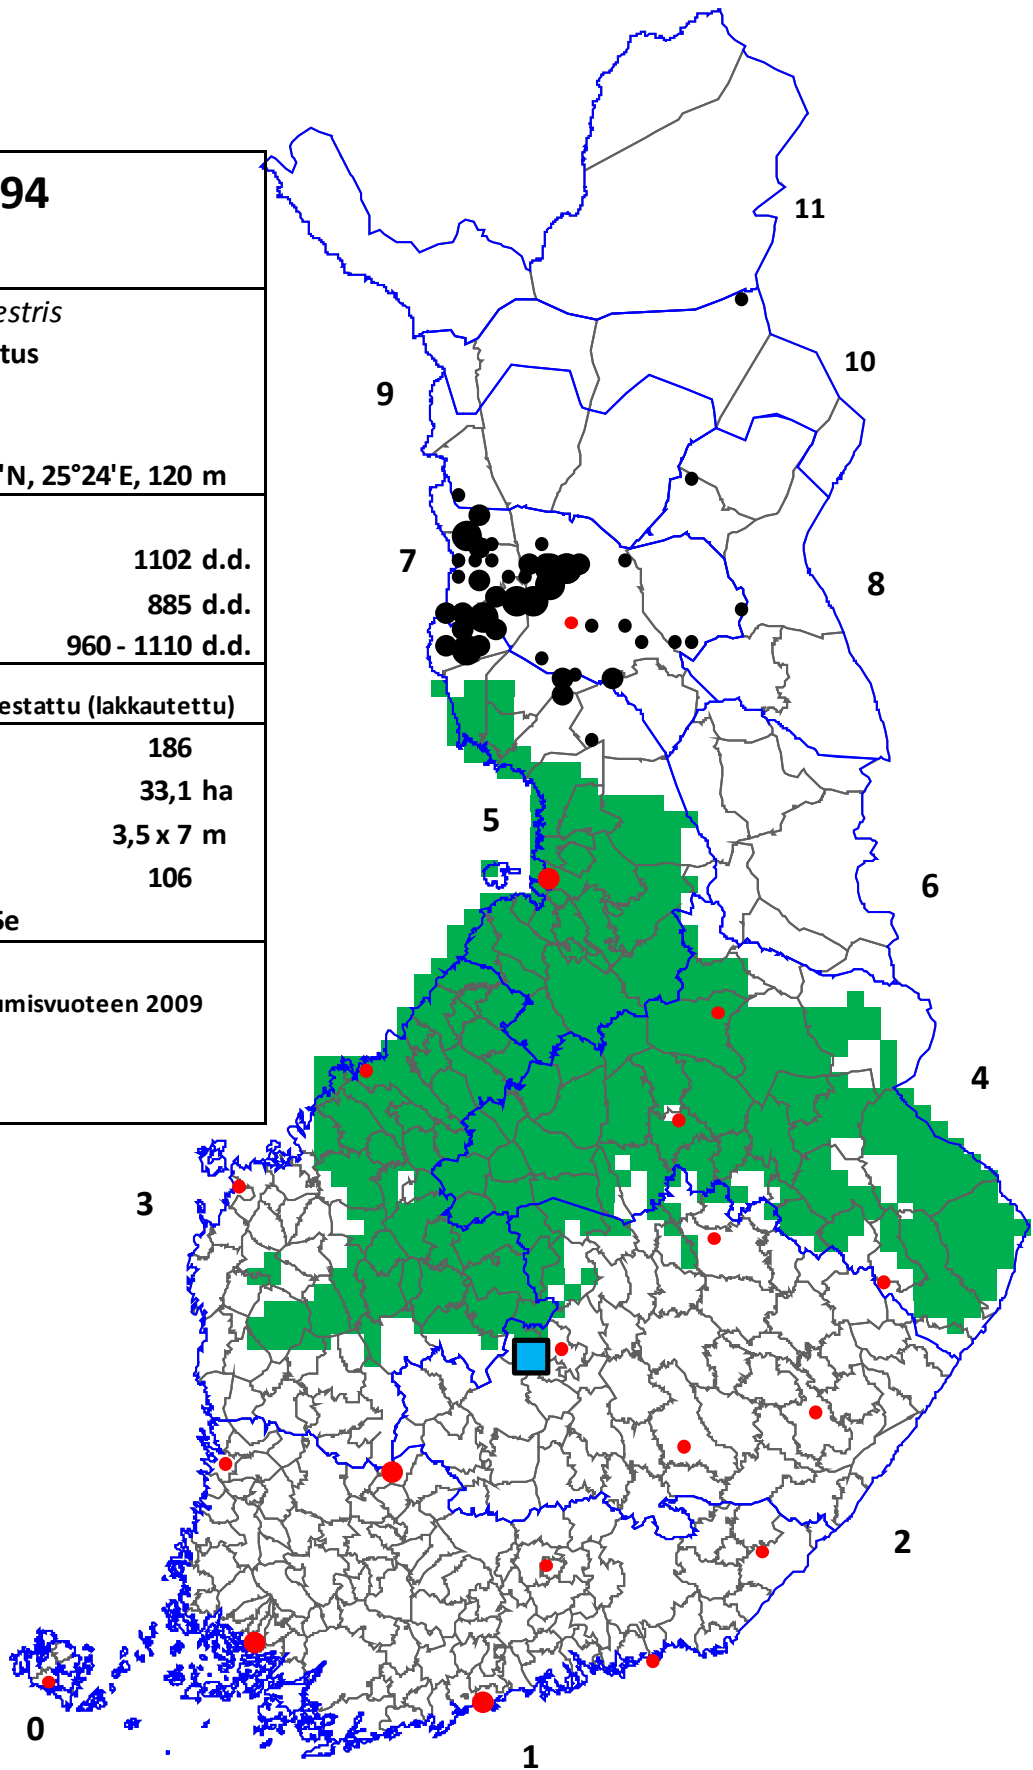 94
estris
tus
'N, 25°24'E, 120 m
1102 d.d.
885 d.d.
960 - 1110 d.d.
estattu (lakkautettu)
186
33,1 ha
3,5 x 7 m
106
umisvuoteen 2009
11
10
9
8
7
6
5
4
3
2
1
0